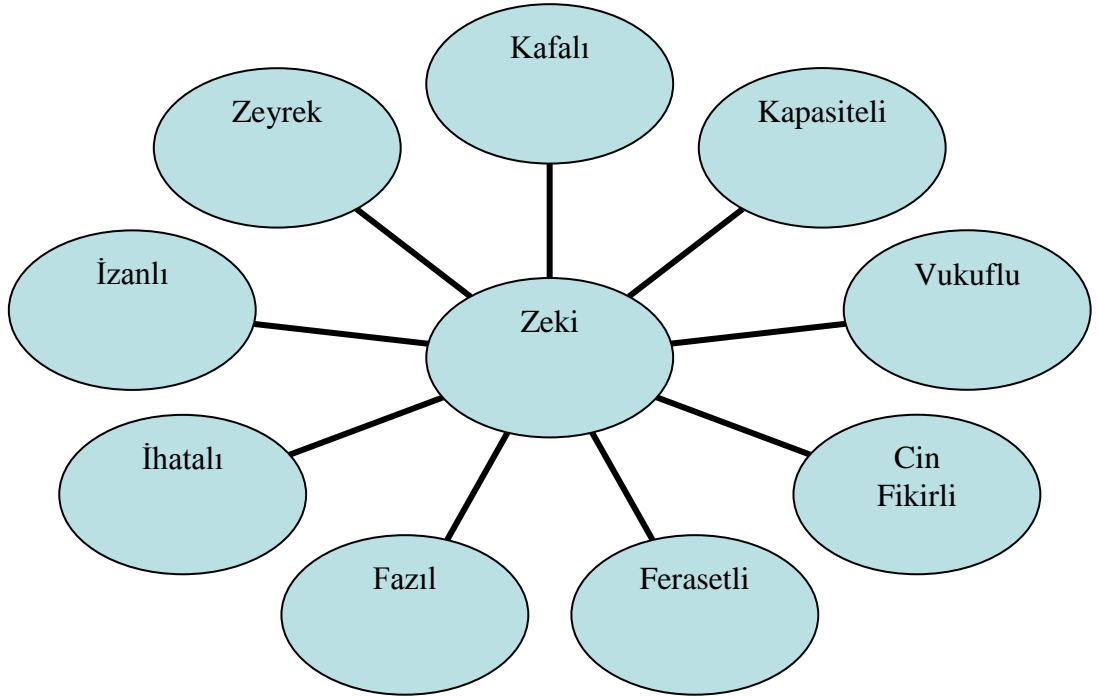 Kafalı
Zeyrek
Kapasiteli
İzanlı
Vukuflu
Zeki
İhatalı
Cin
Fikirli
Fazıl
Ferasetli